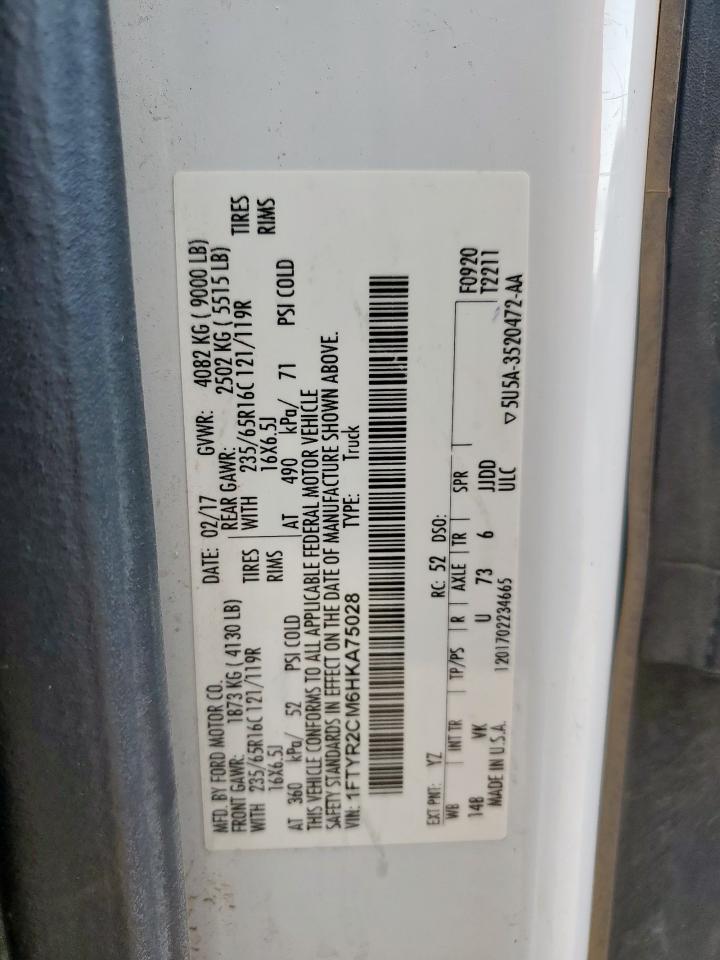 MFD. BY FORD MOTOR CO. DATE: 02/17 GVWR: 4082 KG ( 9000 LB)
FRONT GAWR: 1873 KG ( 4130 LB) REAR GAWR: 2502 KG ( 5515 LB)
WITH 235/65R16C 121/119R TIRES WITH 235/65R16C 121/119R TIRES
16X6.5J RIMS 16X6.5J RIMS
AT 360 kPa/ 52 PSI COLD AT 490 kPa/ 71 PSI COLD
THIS VEHICLE CONFORMS TO ALL APPLICABLE FEDERAL MOTOR VEHICLE
SAFETY STANDARDS IN EFFECT ON THE DATE OF MANUFACTURE SHOWN ABOVE.
VIN: 1FTYR2CM6HKA75028 TYPE: Truck
EXT PNT: YZ RC: 52 DSO:
WB INT TR TP/PS R AXLE TR SPR F0920
148 VK U 73 6 JJDD T2211
MADE IN U.S.A. 1201702234665 ULC
▽ 5U5A-3520472-AA